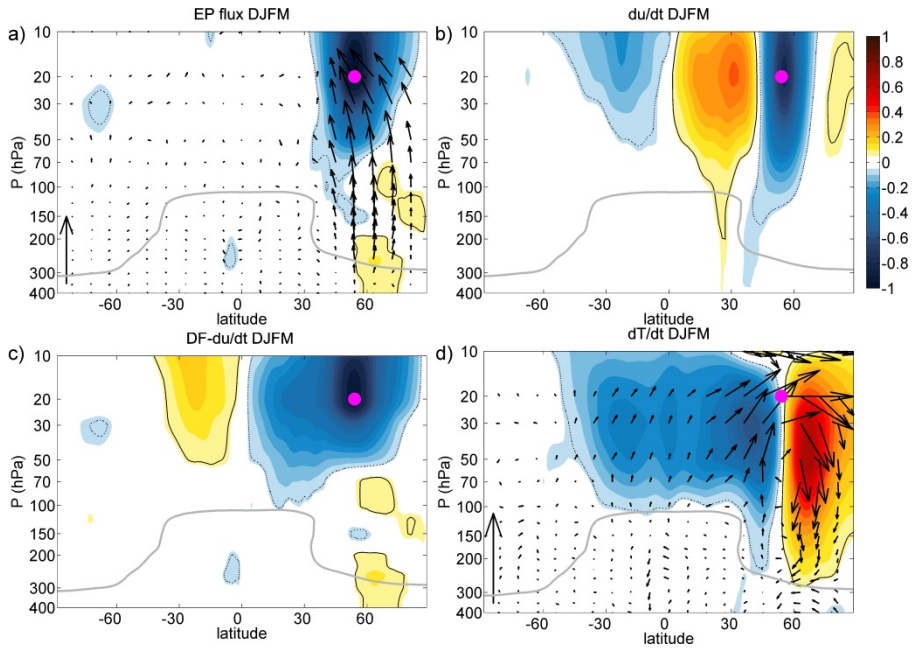 EP flux DJFM
a)
10
20
30
50
70
100
150
200
300
400
P (hPa)
-60 -30 0 30 60
latitude
du/dt DJFM
b)
10
20
30
50
70
100
150
200
300
400
P (hPa)
-60 -30 0 30 60
latitude
1
0.8
0.6
0.4
0.2
0
-0.2
-0.4
-0.6
-0.8
-1
DF-du/dt DJFM
c)
10
20
30
50
70
100
150
200
300
400
P (hPa)
-60 -30 0 30 60
latitude
dT/dt DJFM
d)
10
20
30
50
70
100
150
200
300
400
P (hPa)
-60 -30 0 30 60
latitude